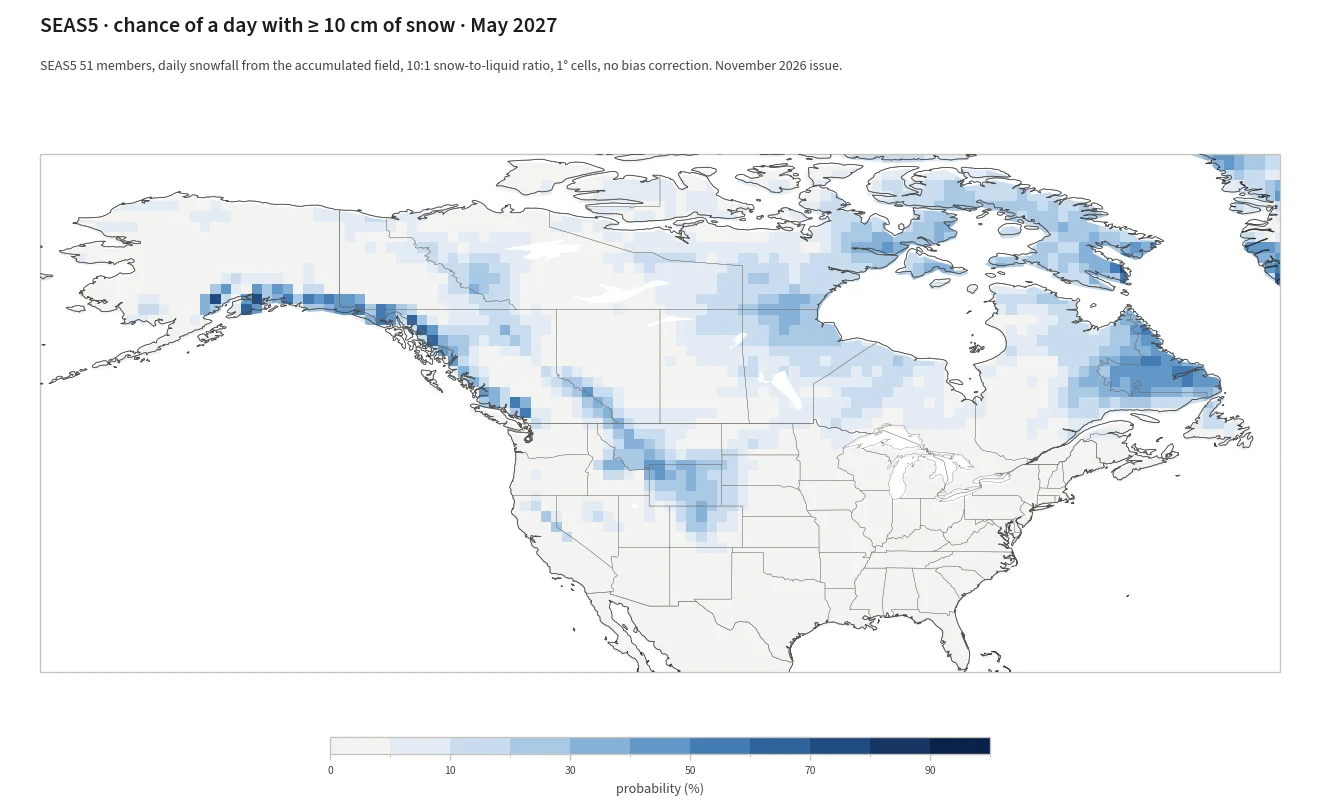 SEAS5 · chance of a day with ≥ 10 cm of snow · May 2027
SEAS5 51 members, daily snowfall from the accumulated field, 10:1 snow-to-liquid ratio, 1° cells, no bias correction. November 2026 issue.
0 10 30 50 70 90
probability (%)